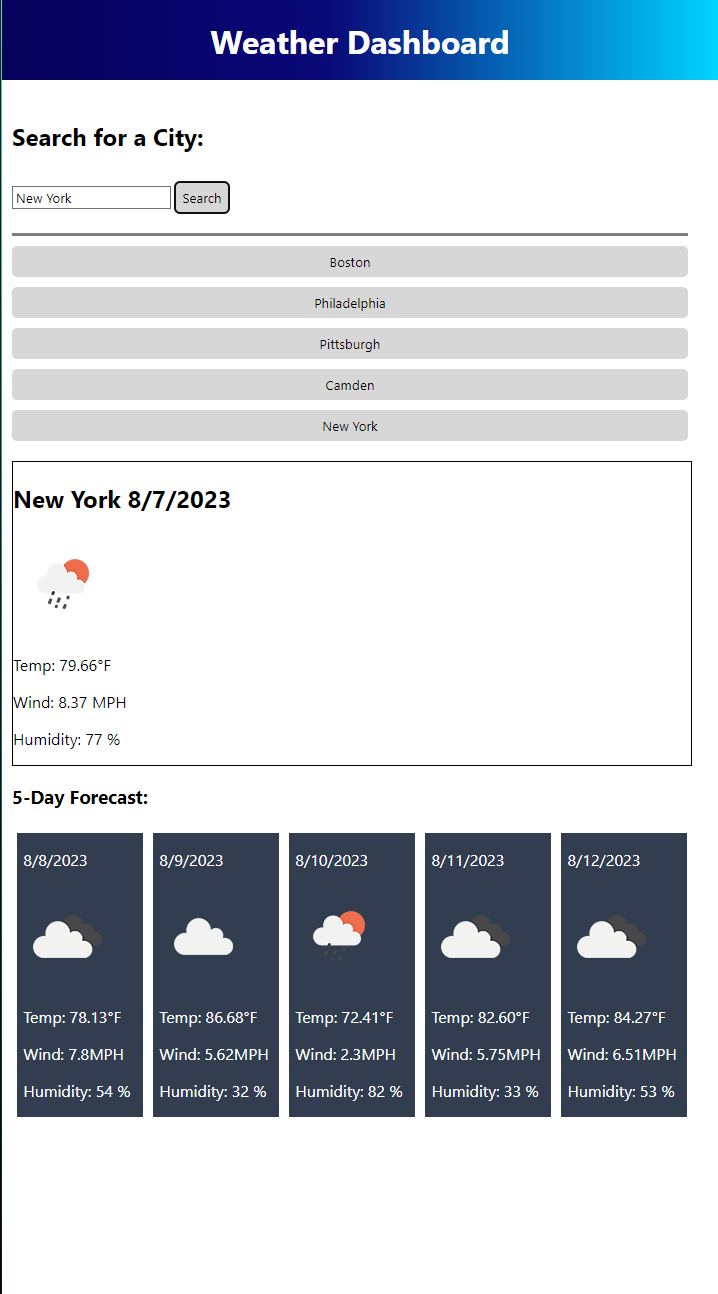 Weather Dashboard
Search for a City:
New York Search
Boston
Philadelphia
Pittsburgh
Camden
New York
New York 8/7/2023
Temp: 79.66°F
Wind: 8.37 MPH
Humidity: 77 %
5-Day Forecast:
8/8/2023
Temp: 78.13°F
Wind: 7.8MPH
Humidity: 54 %
8/9/2023
Temp: 86.68°F
Wind: 5.62MPH
Humidity: 32 %
8/10/2023
Temp: 72.41°F
Wind: 2.3MPH
Humidity: 82 %
8/11/2023
Temp: 82.60°F
Wind: 5.75MPH
Humidity: 33 %
8/12/2023
Temp: 84.27°F
Wind: 6.51MPH
Humidity: 53 %